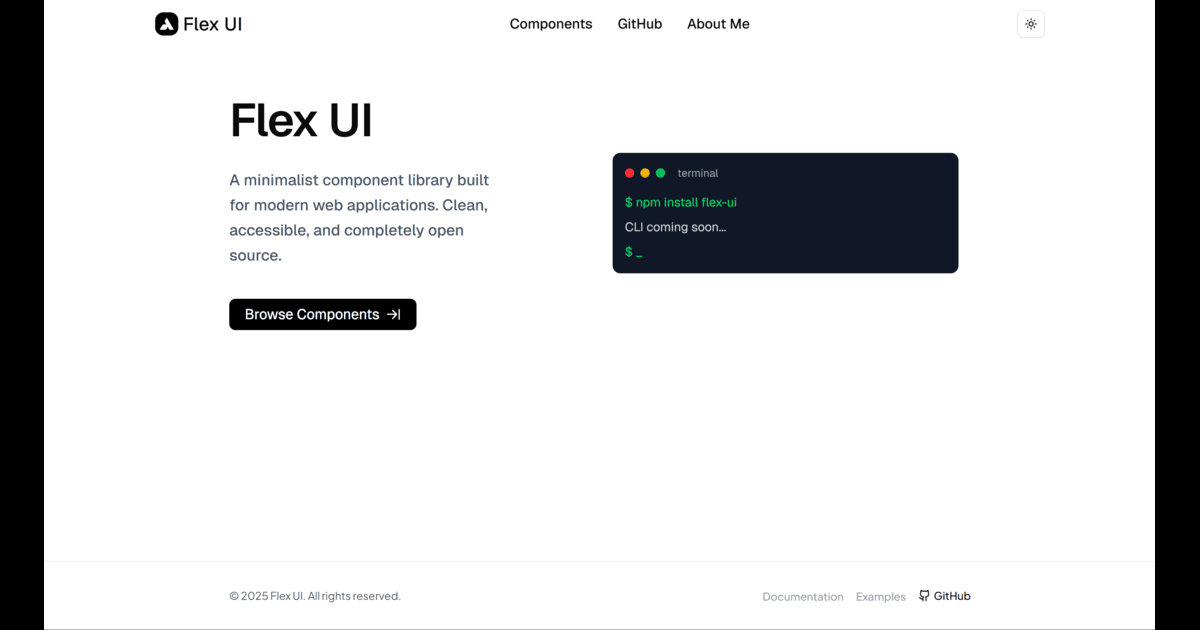 Flex UI
Components
GitHub
About Me
Flex UI
A minimalist component library built
for modern web applications. Clean,
accessible, and completely open
source.
Browse Components
terminal
$ npm install flex-ui
CLI coming soon...
$ _
© 2025 Flex UI. All rights reserved.
Documentation
Examples
GitHub